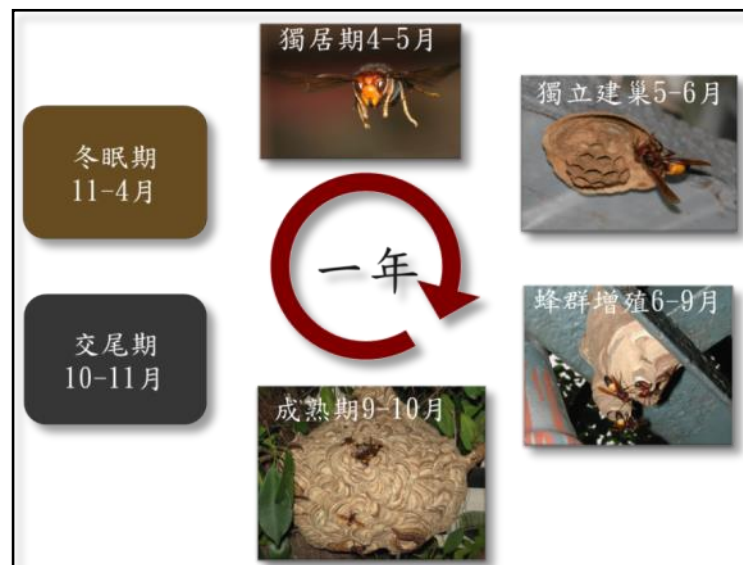 獨居期4-5月
獨立建巢5-6月
冬眠期
11-4月
一年
蜂群增殖6-9月
交尾期
10-11月
成熟期9-10月